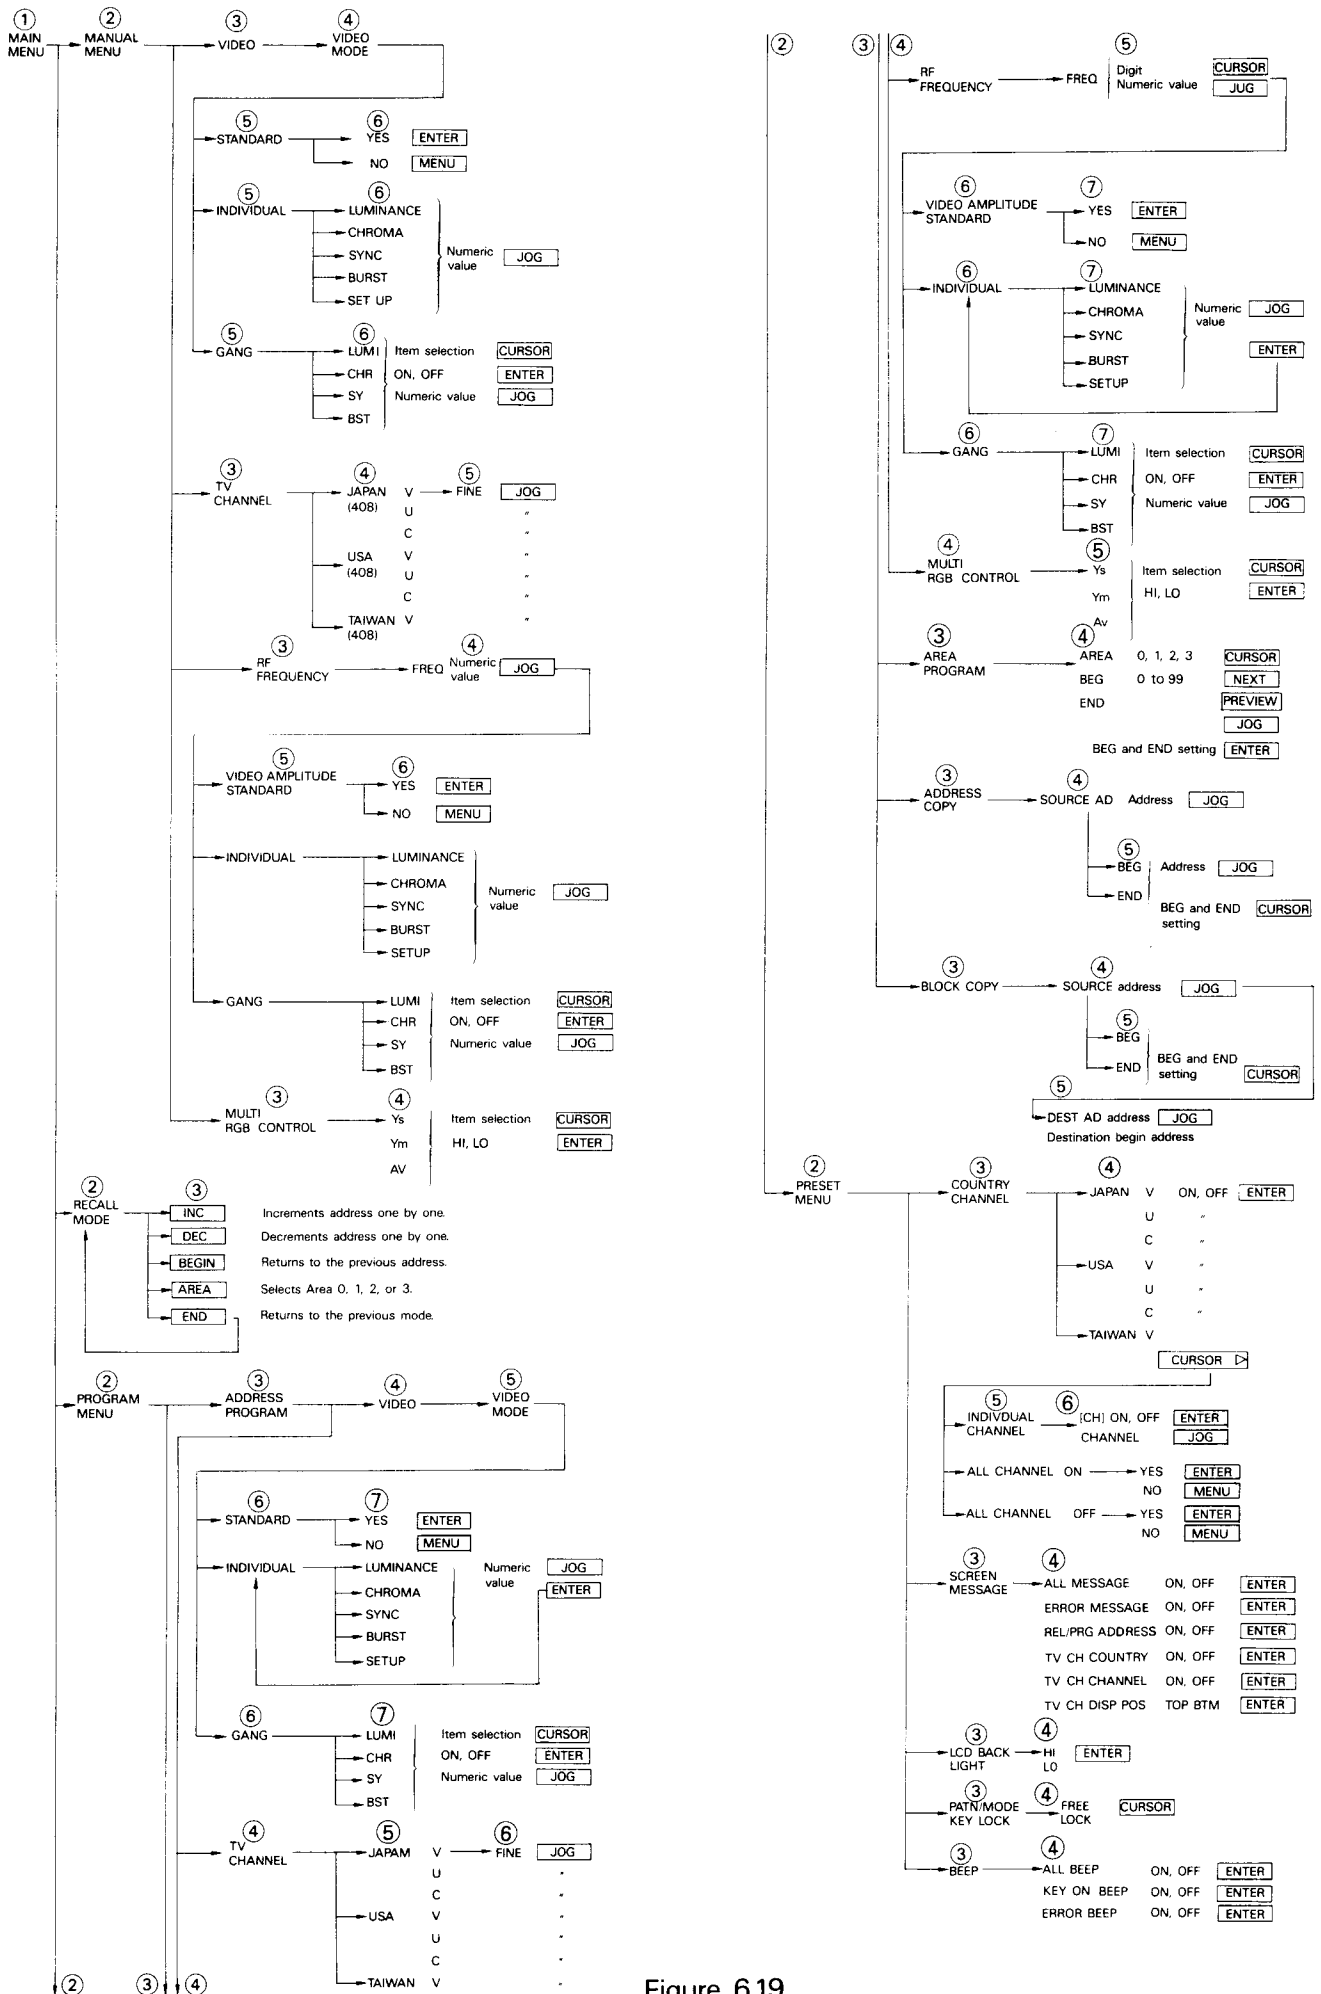 ① ② ③ ④
MAIN MENU MANUAL MENU VIDEO VIDEO MODE
⑤ ⑥
STANDARD YES ENTER
NO MENU
⑤ ⑥
INDIVIDUAL LUMINANCE
CHROMA
SYNC Numeric value JOG
BURST
SET UP
⑤ ⑥
GANG LUMI Item selection CURSOR
CHR ON, OFF ENTER
SY Numeric value JOG
BST
③ ④ ⑤
TV CHANNEL JAPAN (408) V FINE JOG
U "
C "
USA (408) V "
U "
C "
TAIWAN (408) V "
③ ④
RF FREQUENCY FREQ Numeric value JOG
⑤ ⑥
VIDEO AMPLITUDE STANDARD YES ENTER
NO MENU
INDIVIDUAL LUMINANCE
CHROMA
SYNC Numeric value JOG
BURST
SETUP
GANG LUMI Item selection CURSOR
CHR ON, OFF ENTER
SY Numeric value JOG
BST
③ ④
MULTI RGB CONTROL Ys Item selection CURSOR
Ym HI, LO ENTER
AV
② ③
RECALL MODE INC Increments address one by one.
DEC Decrements address one by one.
BEGIN Returns to the previous address.
AREA Selects Area 0, 1, 2, or 3.
END Returns to the previous mode.
② ③ ④ ⑤
PROGRAM MENU ADDRESS PROGRAM VIDEO VIDEO MODE
⑥ ⑦
STANDARD YES ENTER
NO MENU
INDIVIDUAL LUMINANCE Numeric value JOG
CHROMA ENTER
SYNC
BURST
SETUP
⑥ ⑦
GANG LUMI Item selection CURSOR
CHR ON, OFF ENTER
SY Numeric value JOG
BST
④ ⑤ ⑥
TV CHANNEL JAPAM V FINE JOG
U "
C "
USA V "
U "
C "
TAIWAN V "
② ③ ④
② ③ ④ ⑤
RF FREQUENCY FREQ Digit CURSOR
Numeric value JUG
⑥ ⑦
VIDEO AMPLITUDE STANDARD YES ENTER
NO MENU
⑥ ⑦
INDIVIDUAL LUMINANCE
CHROMA Numeric value JOG
SYNC
BURST ENTER
SETUP
⑥ ⑦
GANG LUMI Item selection CURSOR
CHR ON, OFF ENTER
SY Numeric value JOG
BST
④ ⑤
MULTI RGB CONTROL Ys Item selection CURSOR
Ym HI, LO ENTER
Av
③ ④
AREA PROGRAM AREA 0, 1, 2, 3 CURSOR
BEG 0 to 99 NEXT
END PREVIEW
JOG
BEG and END setting ENTER
③ ④
ADDRESS COPY SOURCE AD Address JOG
⑤
BEG Address JOG
END
BEG and END setting CURSOR
③ ④
BLOCK COPY SOURCE address JOG
⑤
BEG
END BEG and END setting CURSOR
⑤
DEST AD address JOG
Destination begin address
② ③ ④
PRESET MENU COUNTRY CHANNEL JAPAN V ON, OFF ENTER
U "
C "
USA V "
U "
C "
TAIWAN V
CURSOR ▷
⑤ ⑥
INDIVDUAL CHANNEL [CH] ON, OFF ENTER
CHANNEL JOG
ALL CHANNEL ON YES ENTER
NO MENU
ALL CHANNEL OFF YES ENTER
NO MENU
③ ④
SCREEN MESSAGE ALL MESSAGE ON, OFF ENTER
ERROR MESSAGE ON, OFF ENTER
REL/PRG ADDRESS ON, OFF ENTER
TV CH COUNTRY ON, OFF ENTER
TV CH CHANNEL ON, OFF ENTER
TV CH DISP POS TOP BTM ENTER
③ ④
LCD BACK LIGHT HI ENTER
LO
③ ④
PATN/MODE KEY LOCK FREE CURSOR
LOCK
③ ④
BEEP ALL BEEP ON, OFF ENTER
KEY ON BEEP ON, OFF ENTER
ERROR BEEP ON, OFF ENTER
Figure 6.19